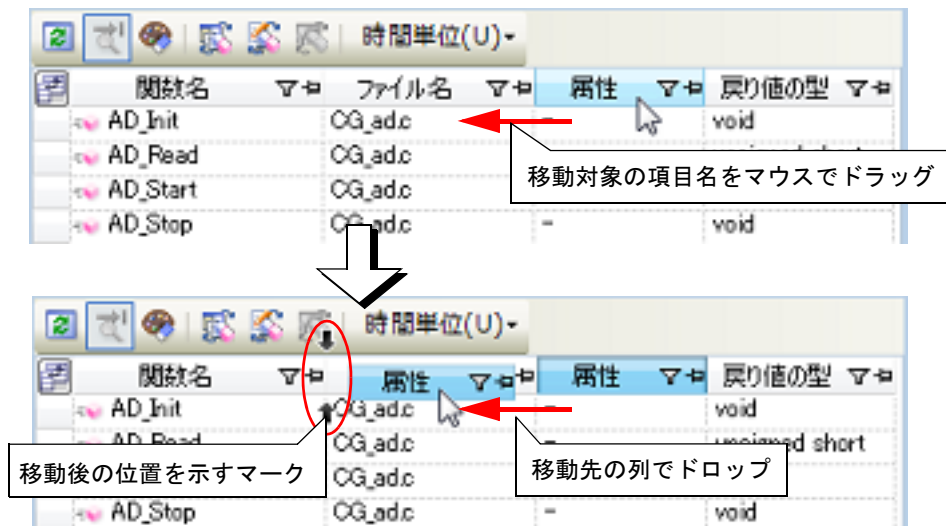 時間単位(U)
関数名 ファイル名 属性 戻り値の型
AD_Init CG_ad.c - void
AD_Read CG_ad.c
移動対象の項目名をマウスでドラッグ
AD_Start CG_ad.c
AD_Stop CG_ad.c - void
時間単位(U)
関数名 属性 属性 戻り値の型
AD_Init CG_ad.c - void
AD_Read CG_ad.c unsigned short
移動後の位置を示すマーク
移動先の列でドロップ
CG_ad.c
AD_Stop CG_ad.c - void